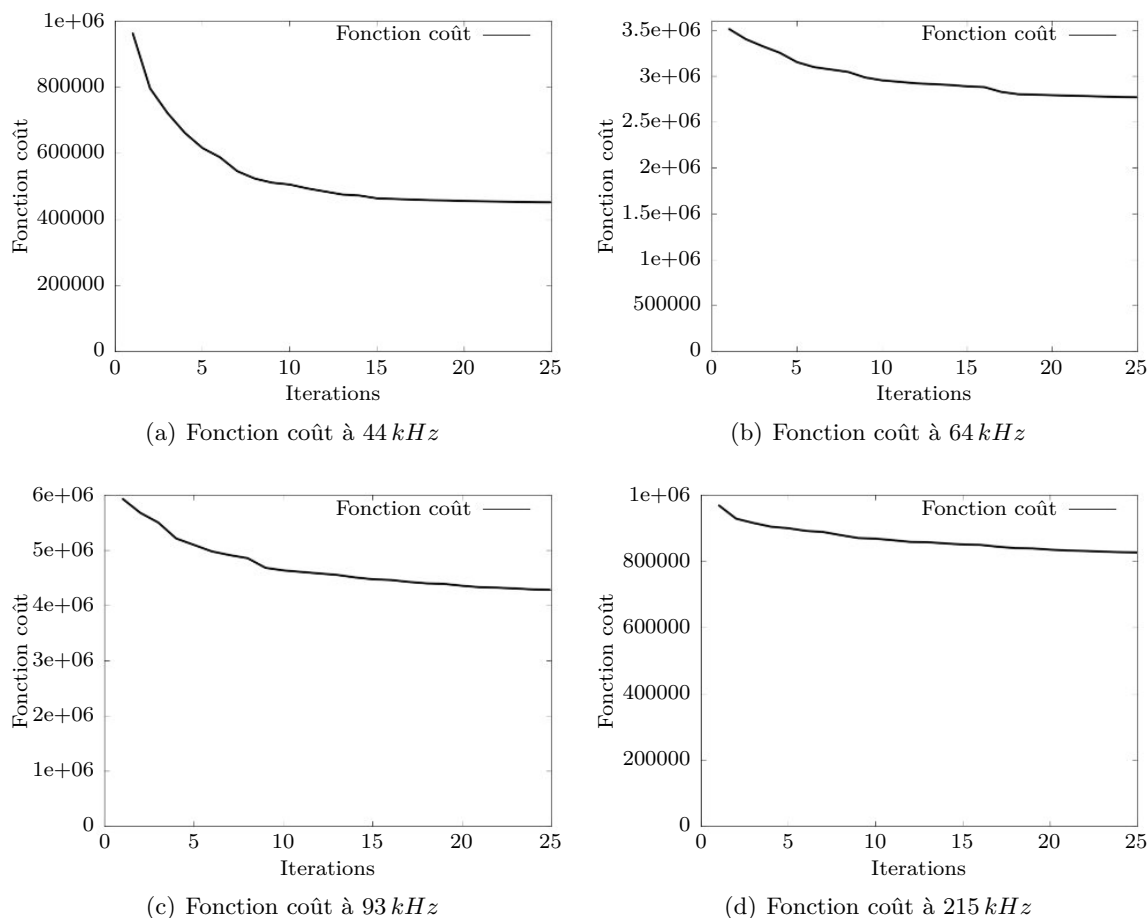 Fonction coût
1e+06
800000
600000
400000
200000
0
Fonction coût
0 5 10 15 20 25
Iterations
(a) Fonction coût à 44 kHz
Fonction coût
3.5e+06
3e+06
2.5e+06
2e+06
1.5e+06
1e+06
500000
0
Fonction coût
0 5 10 15 20 25
Iterations
(b) Fonction coût à 64 kHz
Fonction coût
6e+06
5e+06
4e+06
3e+06
2e+06
1e+06
0
Fonction coût
0 5 10 15 20 25
Iterations
(c) Fonction coût à 93 kHz
Fonction coût
1e+06
800000
600000
400000
200000
0
Fonction coût
0 5 10 15 20 25
Iterations
(d) Fonction coût à 215 kHz